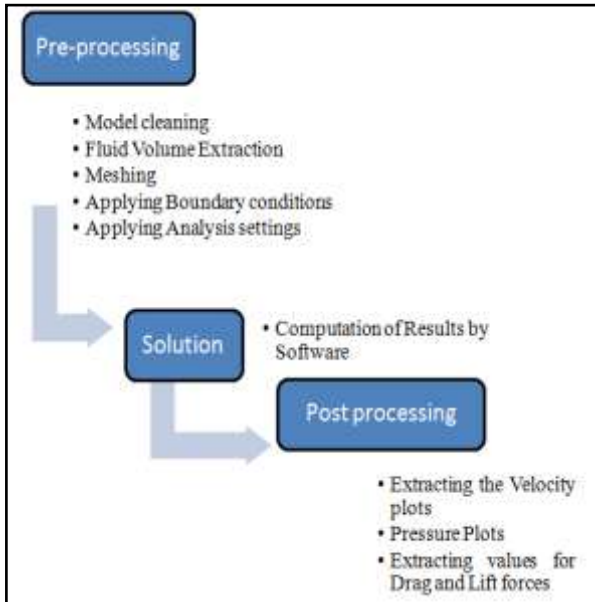 Pre-processing
• Model cleaning
• Fluid Volume Extraction
• Meshing
• Applying Boundary conditions
• Applying Analysis settings
Solution
• Computation of Results by
Software
Post processing
• Extracting the Velocity
plots
• Pressure Plots
• Extracting values for
Drag and Lift forces